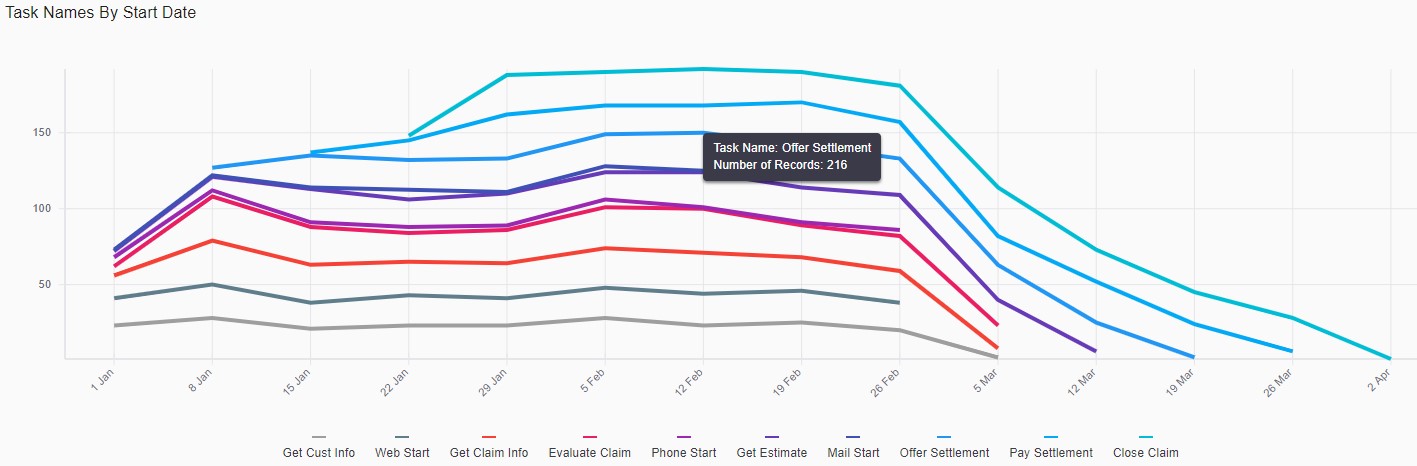 Task Names By Start Date
150
100
50
Task Name: Offer Settlement
Number of Records: 216
1 Jan
8 Jan
15 Jan
22 Jan
29 Jan
5 Feb
12 Feb
19 Feb
26 Feb
5 Mar
12 Mar
19 Mar
26 Mar
2 Apr
Get Cust Info
Web Start
Get Claim Info
Evaluate Claim
Phone Start
Get Estimate
Mail Start
Offer Settlement
Pay Settlement
Close Claim